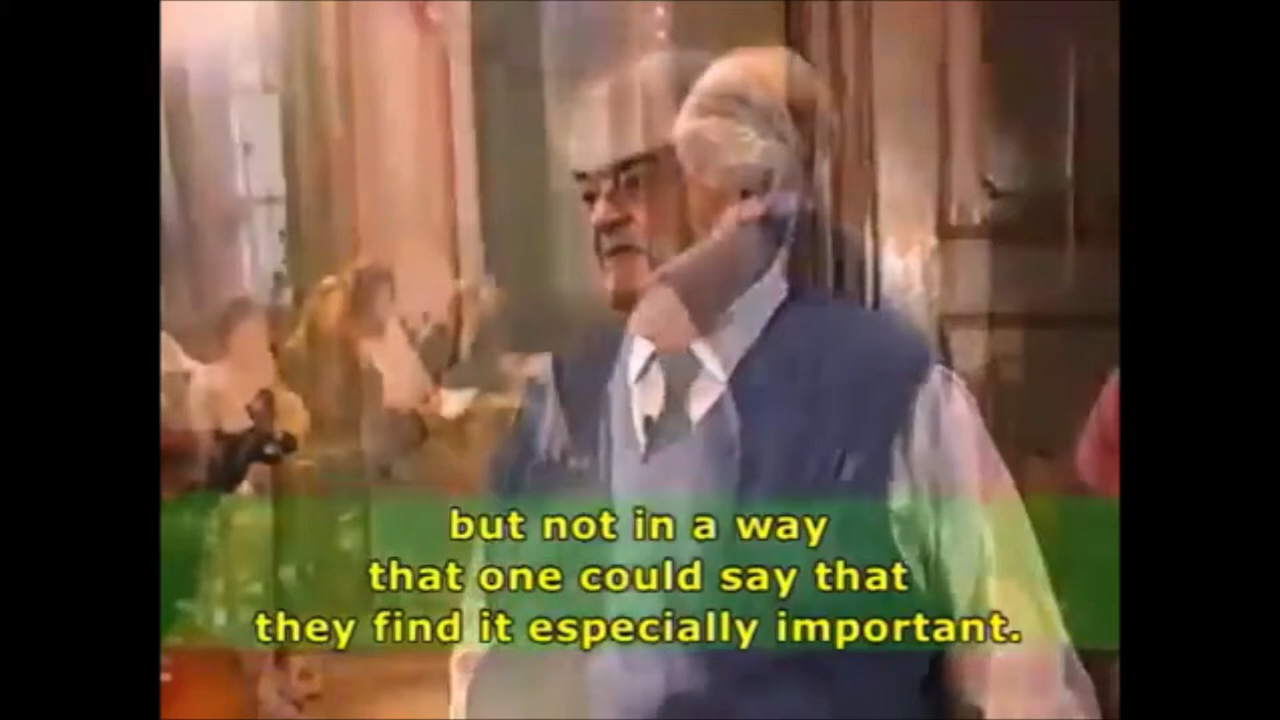 but not in a way
that one could say that
they find it especially important.